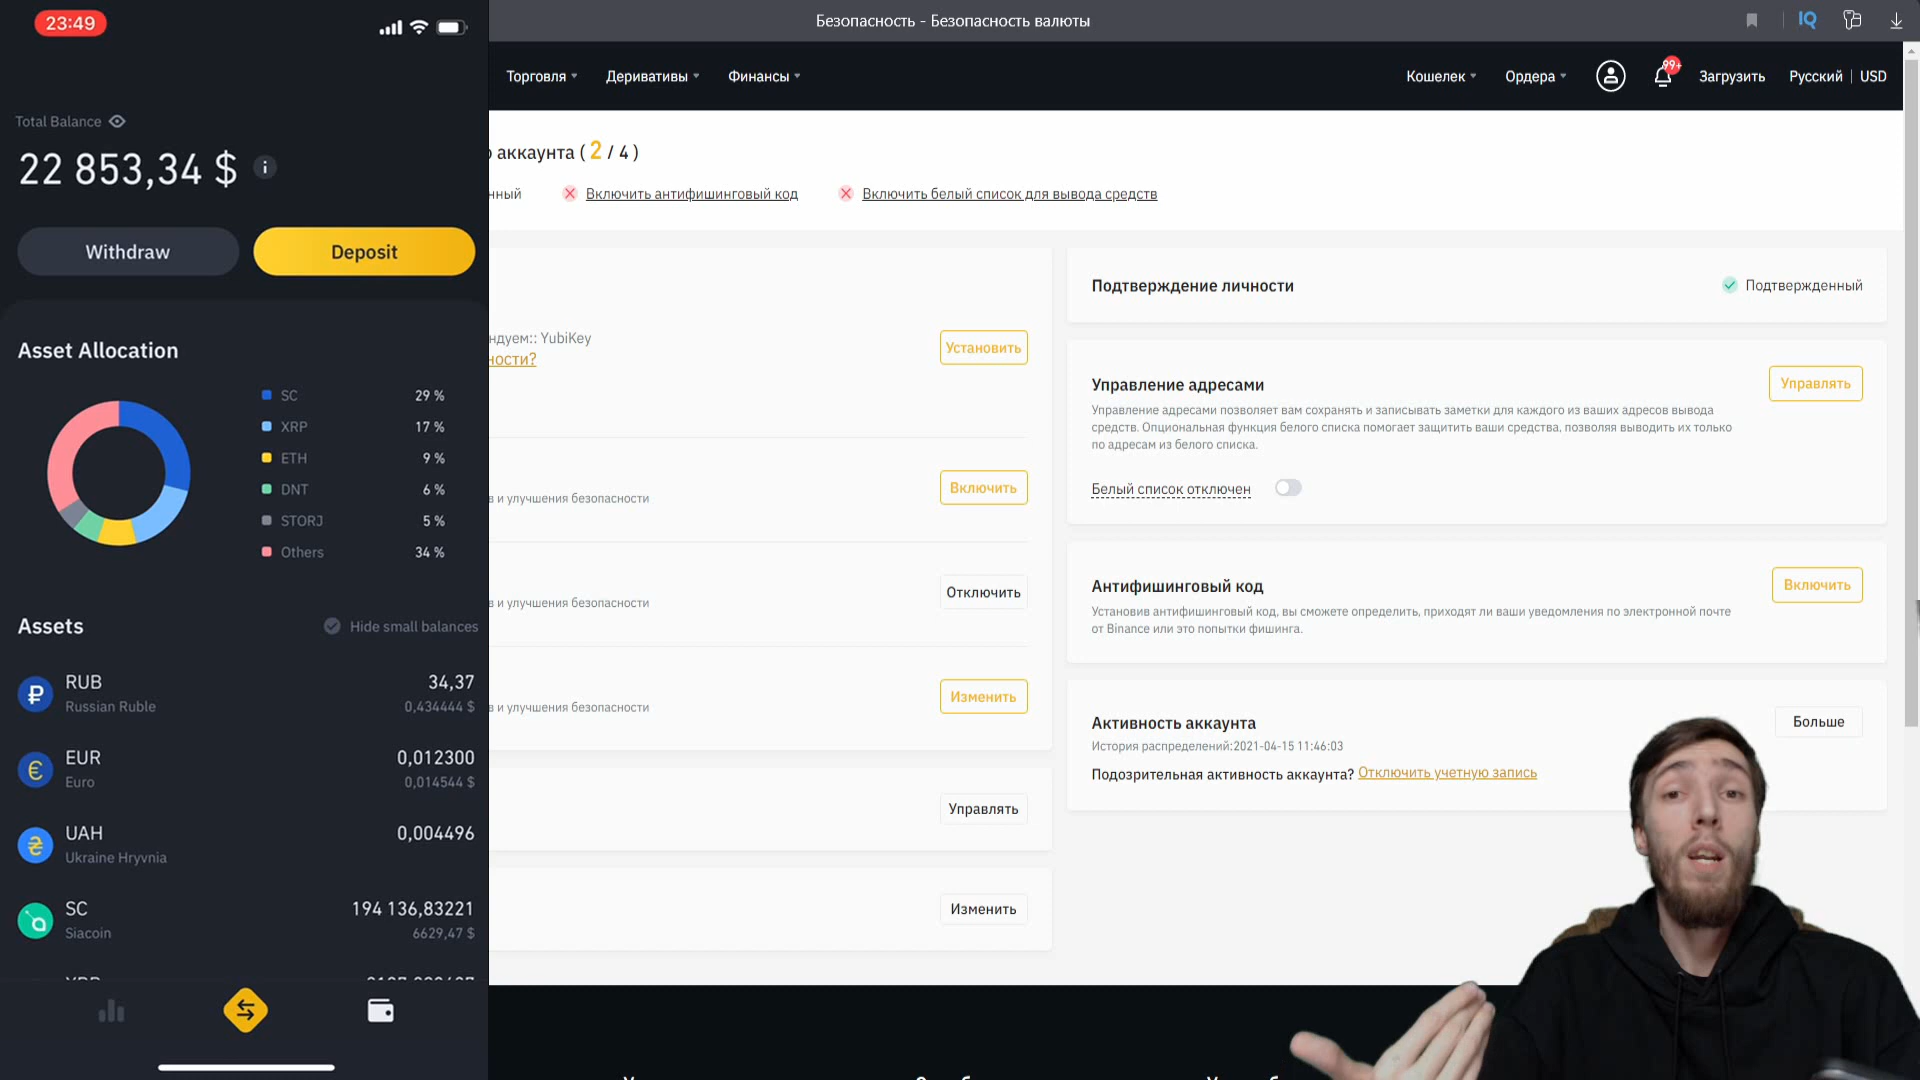 23:49
Total Balance
22 853,34 $
Withdraw
Deposit
Asset Allocation
SC 29 %
XRP 17 %
ETH 9 %
DNT 6 %
STORJ 5 %
Others 34 %
Assets
Hide small balances
RUB 34,37
Russian Ruble 0,434444 $
EUR 0,012300
Euro 0,014544 $
UAH 0,004496
Ukraine Hryvnia
SC 194 136,83221
Siacoin 6629,47 $
Безопасность - Безопасность валюты
IQ
Торговля Деривативы Финансы
Кошелек Ордера 99+ Загрузить Русский | USD
о аккаунта ( 2 / 4 )
нный
Включить антифишинговый код
Включить белый список для вывода средств
ндуем:: YubiKey
ности?
Установить
в и улучшения безопасности
Включить
в и улучшения безопасности
Отключить
в и улучшения безопасности
Изменить
Управлять
Изменить
Подтверждение личности
Подтвержденный
Управление адресами
Управлять
Управление адресами позволяет вам сохранять и записывать заметки для каждого из ваших адресов вывода
средств. Опциональная функция белого списка помогает защитить ваши средства, позволяя выводить их только
по адресам из белого списка.
Белый список отключен
Антифишинговый код
Включить
Установив антифишинговый код, вы сможете определить, приходят ли ваши уведомления по электронной почте
от Binance или это попытки фишинга.
Активность аккаунта
Больше
История распределений:2021-04-15 11:46:03
Подозрительная активность аккаунта? Отключить учетную запись